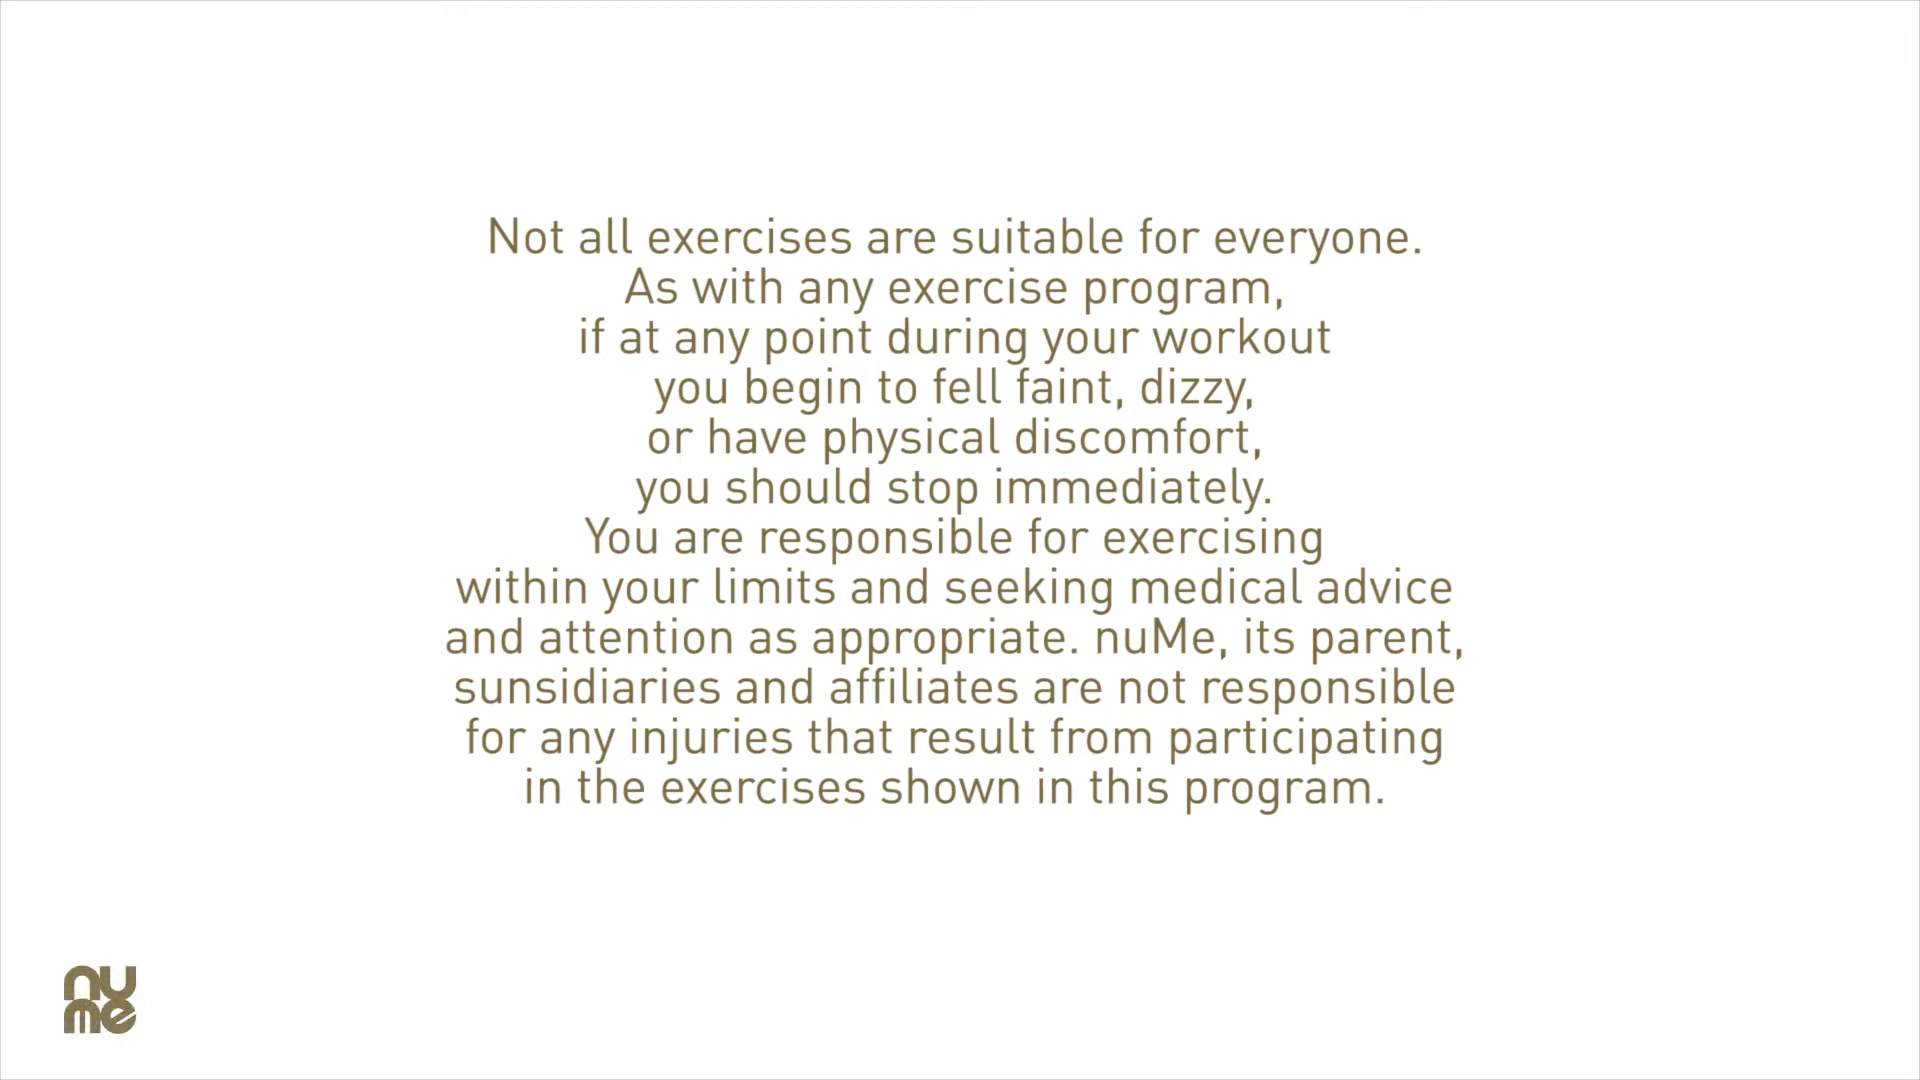 Not all exercises are suitable for everyone.
As with any exercise program,
if at any point during your workout
you begin to fell faint, dizzy,
or have physical discomfort,
you should stop immediately.
You are responsible for exercising
within your limits and seeking medical advice
and attention as appropriate. nuMe, its parent,
sunsidiaries and affiliates are not responsible
for any injuries that result from participating
in the exercises shown in this program.
nu
me